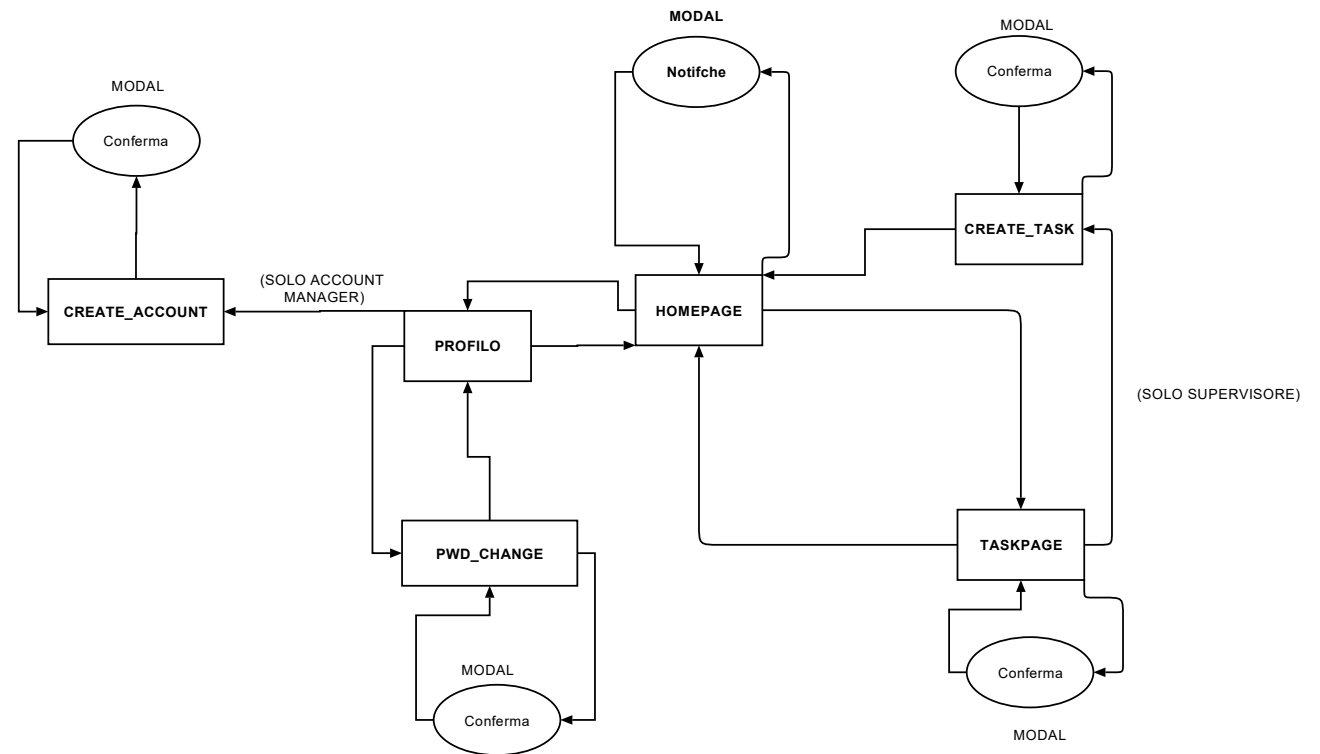 MODAL
Notifche
MODAL
Conferma
MODAL
Conferma
CREATE_TASK
(SOLO ACCOUNT
MANAGER)
CREATE_ACCOUNT
HOMEPAGE
PROFILO
(SOLO SUPERVISORE)
PWD_CHANGE
TASKPAGE
MODAL
Conferma
Conferma
MODAL